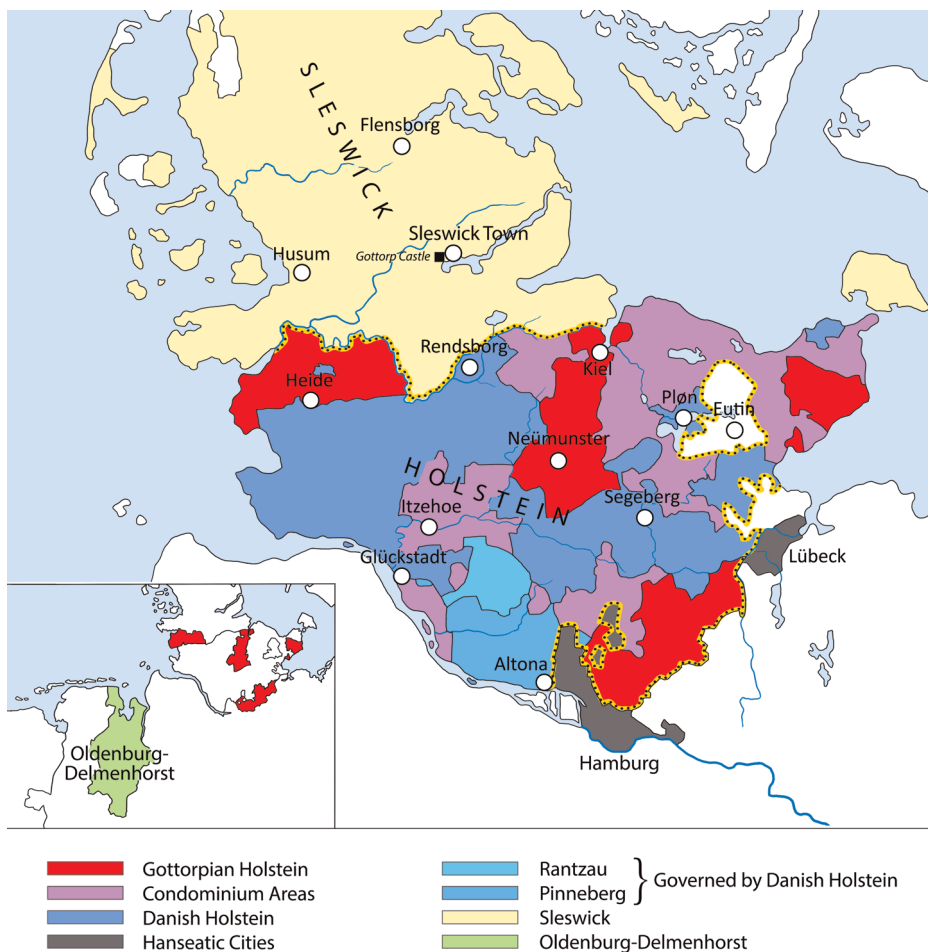 SLESWICK
Flensborg
Sleswick Town
Gottorp Castle
Husum
Rendsborg
Kiel
Heide
Pløn
Eutin
Neümunster
HOLSTEIN
Segeberg
Itzehoe
Glückstadt
Lübeck
Altona
Hamburg
Oldenburg-
Delmenhorst
Gottorpian Holstein
Condominium Areas
Danish Holstein
Hanseatic Cities
Rantzau
Pinneberg
Governed by Danish Holstein
Sleswick
Oldenburg-Delmenhorst